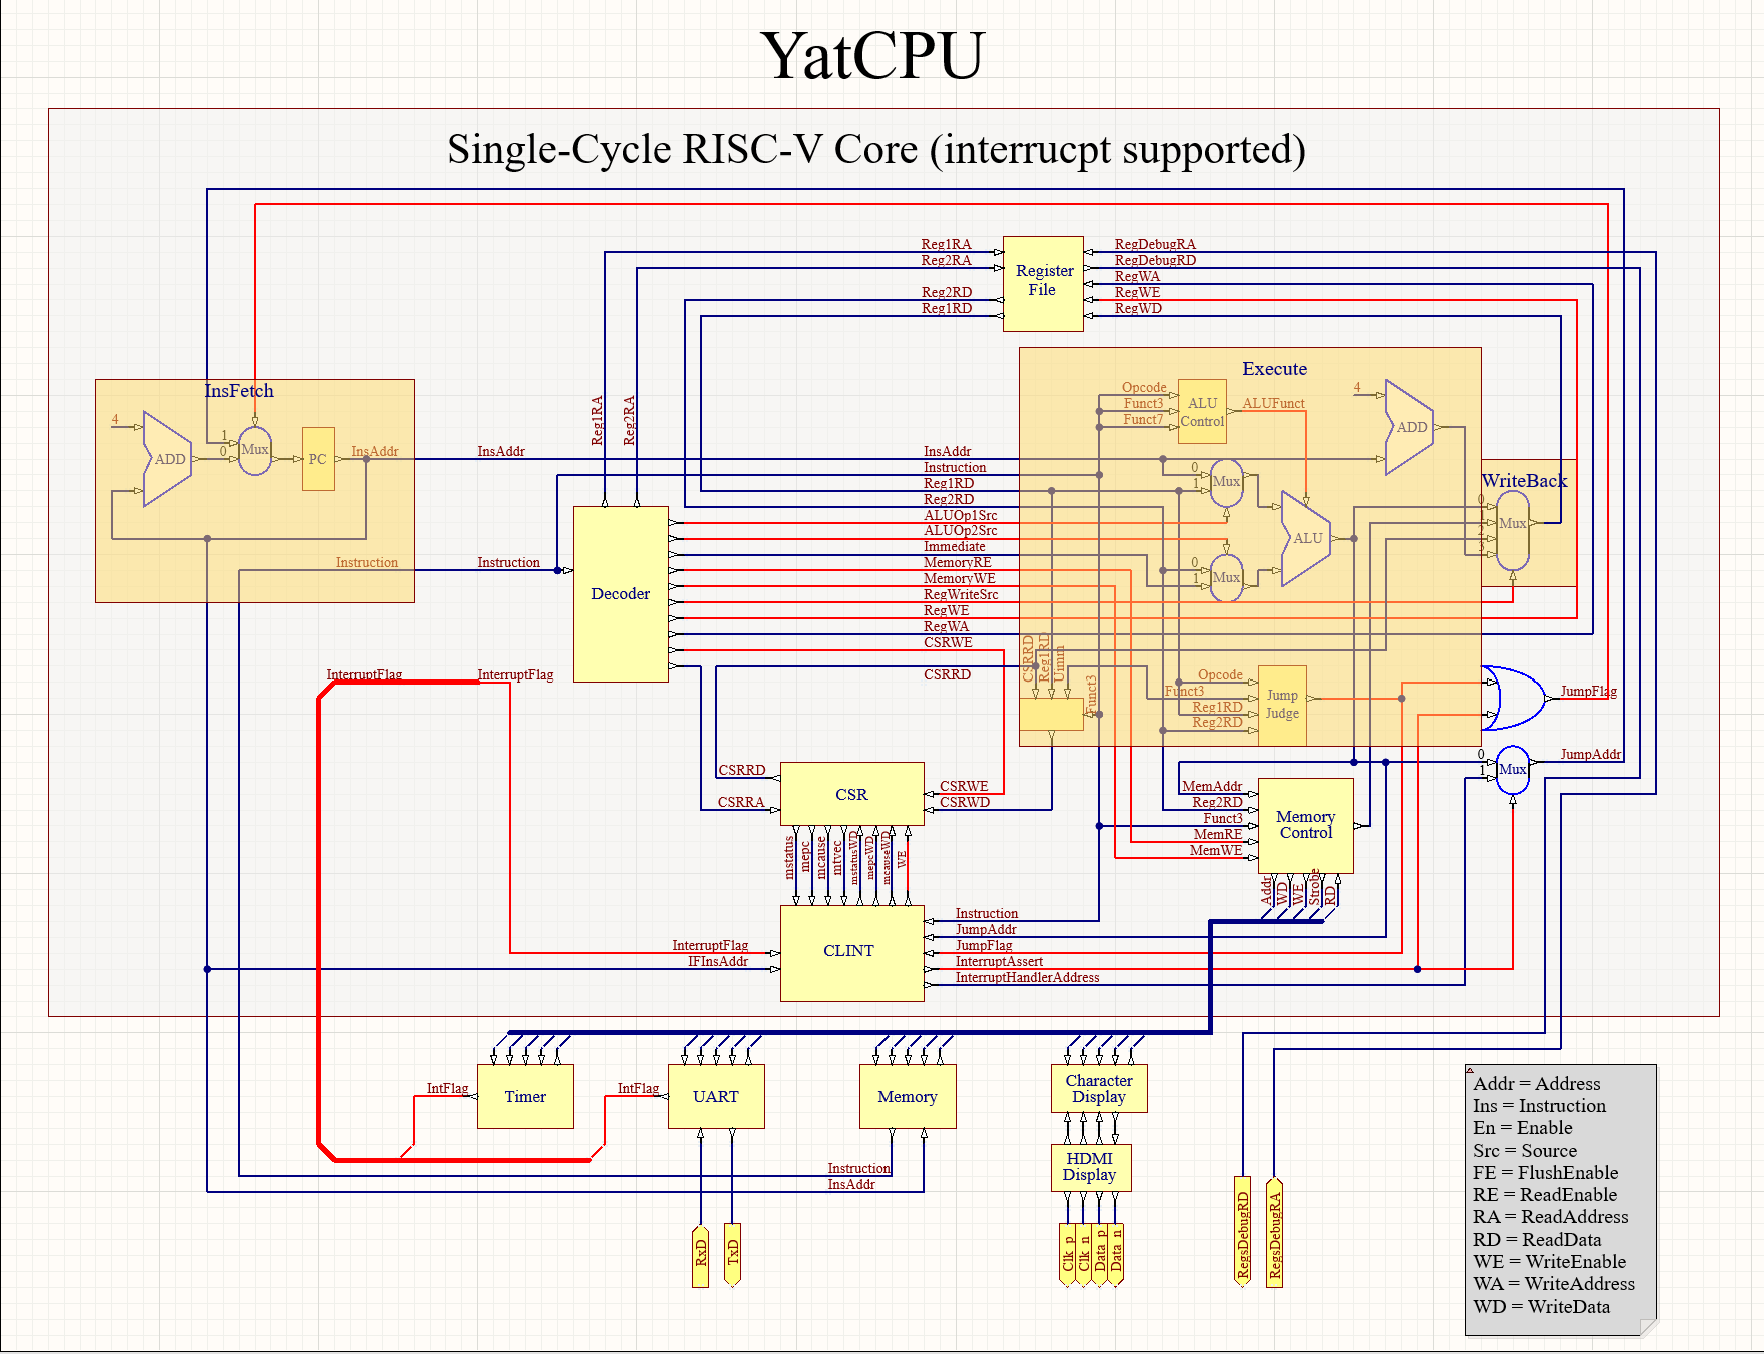 YatCPU
Single-Cycle RISC-V Core (interrucpt supported)
Reg1RA
Reg2RA
Reg2RD
Reg1RD
Register
File
RegDebugRA
RegDebugRD
RegWA
RegWE
RegWD
InsFetch
4
ADD
1
0
Mux
PC
InsAddr
Instruction
InsAddr
Instruction
Reg1RA
Reg2RA
Decoder
InsAddr
Instruction
Reg1RD
Reg2RD
ALUOp1Src
ALUOp2Src
Immediate
MemoryRE
MemoryWE
RegWriteSrc
RegWE
RegWA
CSRWE
CSRRD
Execute
Opcode
Funct3
Funct7
ALU
Control
ALUFunct
4
ADD
0
1
Mux
ALU
0
1
Mux
CSRRD
Reg1RD
Uimm
Funct3
Opcode
Funct3
Reg1RD
Reg2RD
Jump
Judge
WriteBack
0
1
2
3
Mux
JumpFlag
0
1
Mux
JumpAddr
InterruptFlag
InterruptFlag
CSRRD
CSRRA
CSR
CSRWE
CSRWD
mstatus
mepc
mcause
mtvec
mstatusWD
mepcWD
mcauseWD
WE
MemAddr
Reg2RD
Funct3
MemRE
MemWE
Memory
Control
Addr
WD
WE
Strobe
RD
InterruptFlag
IFInsAddr
CLINT
Instruction
JumpAddr
JumpFlag
InterruptAssert
InterruptHandlerAddress
IntFlag
Timer
IntFlag
UART
Memory
Character
Display
HDMI
Display
Instruction
InsAddr
RxD
TxD
Clk_p
Clk_n
Data_p
Data_n
RegsDebugRD
RegsDebugRA
Addr = Address
Ins = Instruction
En = Enable
Src = Source
FE = FlushEnable
RE = ReadEnable
RA = ReadAddress
RD = ReadData
WE = WriteEnable
WA = WriteAddress
WD = WriteData